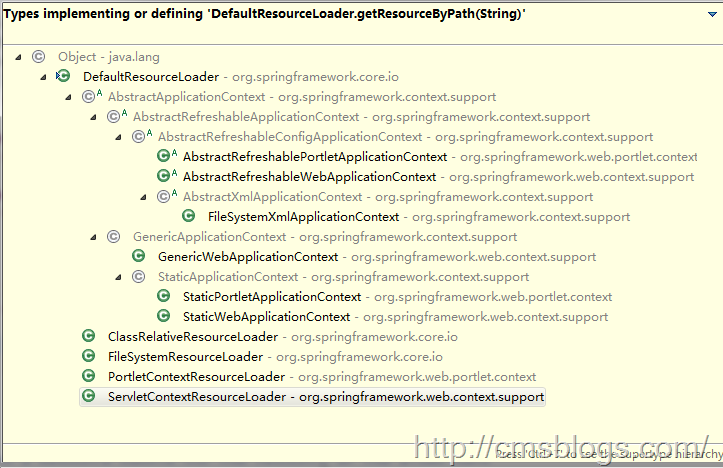 Types implementing or defining 'DefaultResourceLoader.getResourceByPath(String)'
Object - java.lang
DefaultResourceLoader - org.springframework.core.io
AbstractApplicationContext - org.springframework.context.support
AbstractRefreshableApplicationContext - org.springframework.context.support
AbstractRefreshableConfigApplicationContext - org.springframework.context.support
AbstractRefreshablePortletApplicationContext - org.springframework.web.portlet.context
AbstractRefreshableWebApplicationContext - org.springframework.web.context.support
AbstractXmlApplicationContext - org.springframework.context.support
FileSystemXmlApplicationContext - org.springframework.context.support
GenericApplicationContext - org.springframework.context.support
GenericWebApplicationContext - org.springframework.web.context.support
StaticApplicationContext - org.springframework.context.support
StaticPortletApplicationContext - org.springframework.web.portlet.context
StaticWebApplicationContext - org.springframework.web.context.support
ClassRelativeResourceLoader - org.springframework.core.io
FileSystemResourceLoader - org.springframework.core.io
PortletContextResourceLoader - org.springframework.web.portlet.context
ServletContextResourceLoader - org.springframework.web.context.support
http://cmsblogs.com/
Press 'Ctrl+T' to see the supertype hierarchy